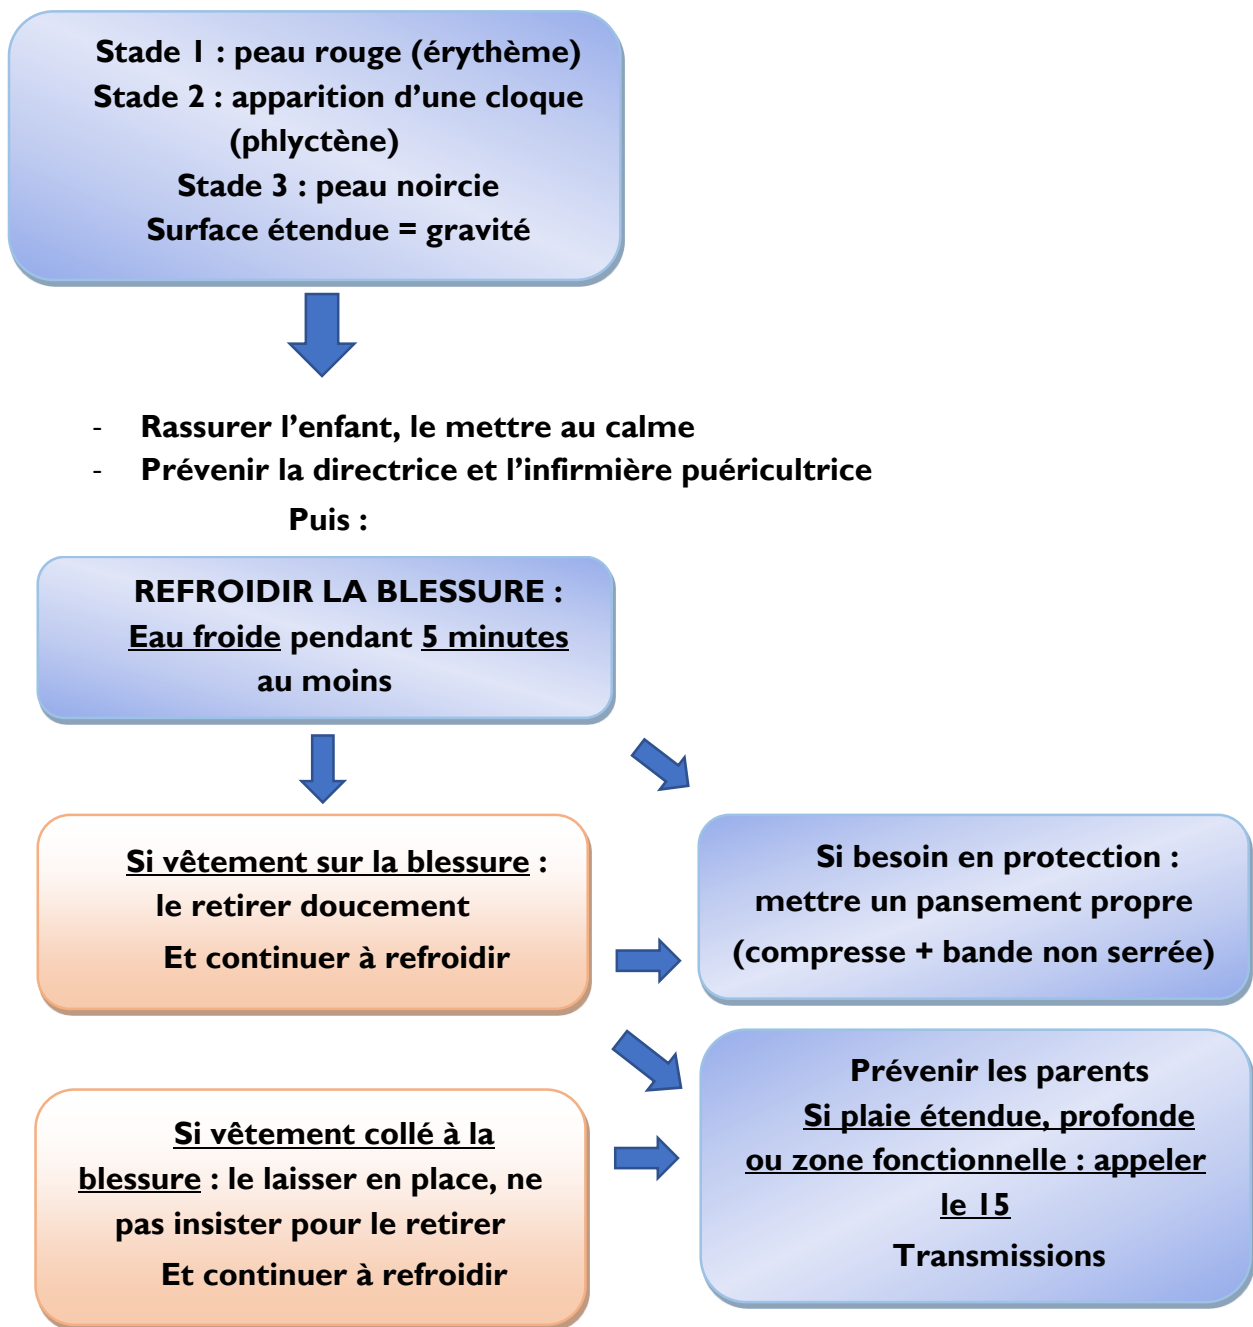 Stade 1 : peau rouge (érythème)
Stade 2 : apparition d’une cloque
(phlyctène)
Stade 3 : peau noircie
Surface étendue = gravité
- Rassurer l’enfant, le mettre au calme
- Prévenir la directrice et l’infirmière puéricultrice
Puis :
REFROIDIR LA BLESSURE :
Eau froide pendant 5 minutes
au moins
Si vêtement sur la blessure :
le retirer doucement
Et continuer à refroidir
Si besoin en protection :
mettre un pansement propre
(compresse + bande non serrée)
Si vêtement collé à la
blessure : le laisser en place, ne
pas insister pour le retirer
Et continuer à refroidir
Prévenir les parents
Si plaie étendue, profonde
ou zone fonctionnelle : appeler
le 15
Transmissions